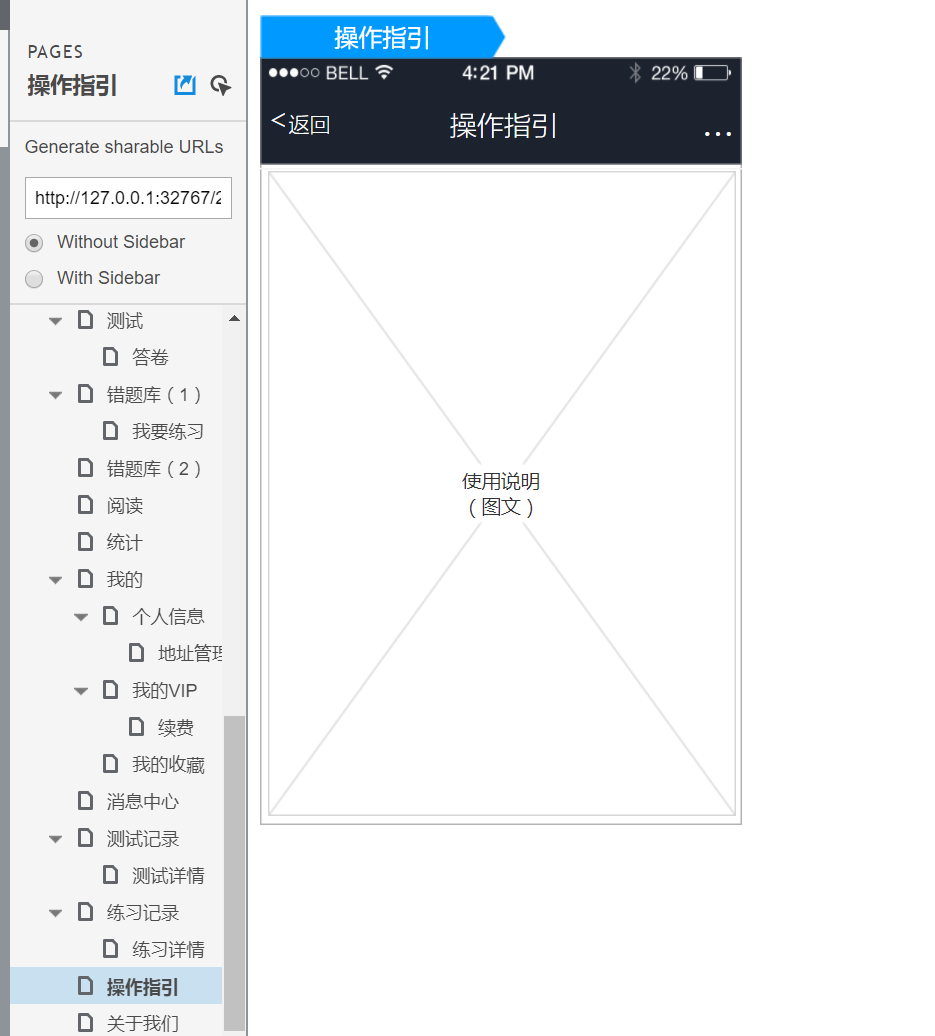 PAGES
操作指引
Generate sharable URLs
http://127.0.0.1:32767/2
Without Sidebar
With Sidebar
测试
答卷
错题库（1）
我要练习
错题库（2）
阅读
统计
我的
个人信息
地址管理
我的VIP
续费
我的收藏
消息中心
测试记录
测试详情
练习记录
练习详情
操作指引
关于我们
操作指引
BELL 4:21 PM 22%
<返回 操作指引 ...
使用说明
（图文）